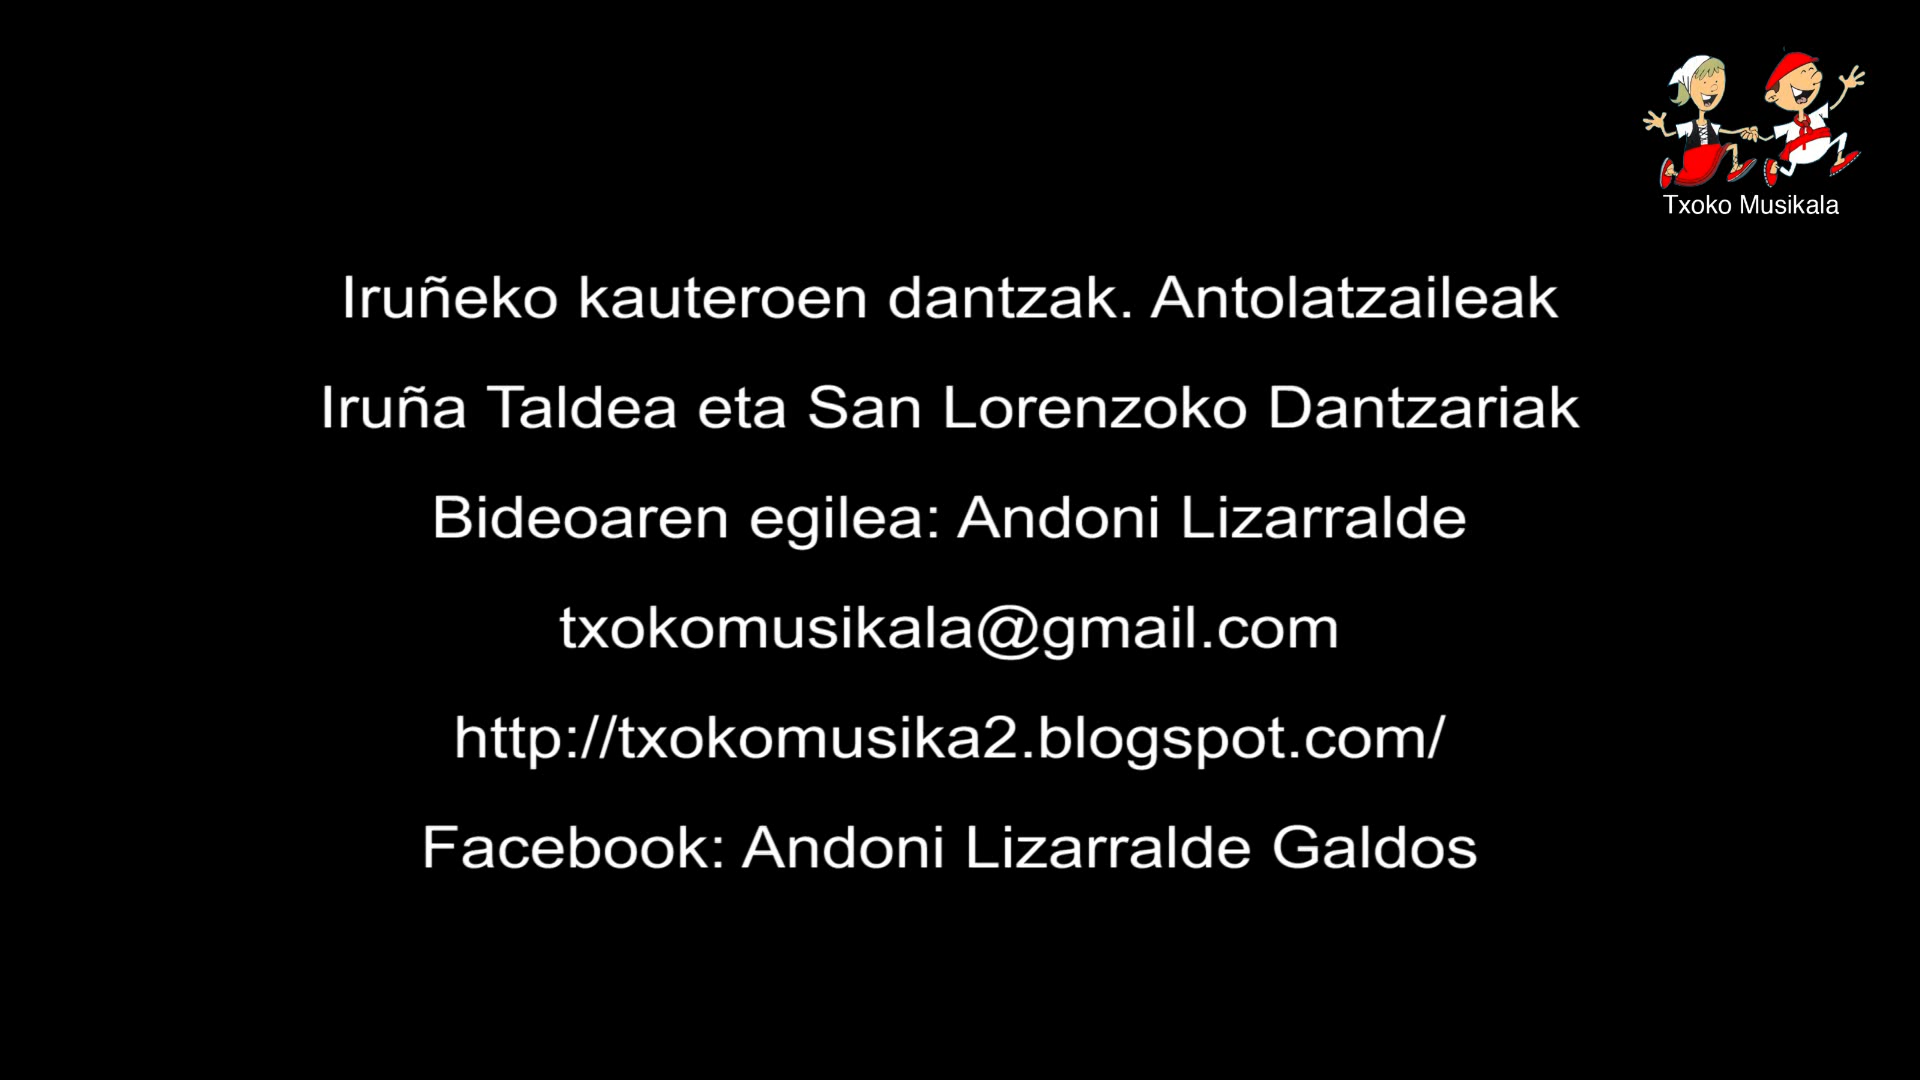 Txoko Musikala
Iruñeko kauteroen dantzak. Antolatzaileak
Iruña Taldea eta San Lorenzoko Dantzariak
Bideoaren egilea: Andoni Lizarralde
txokomusikala@gmail.com
http://txokomusika2.blogspot.com/
Facebook: Andoni Lizarralde Galdos